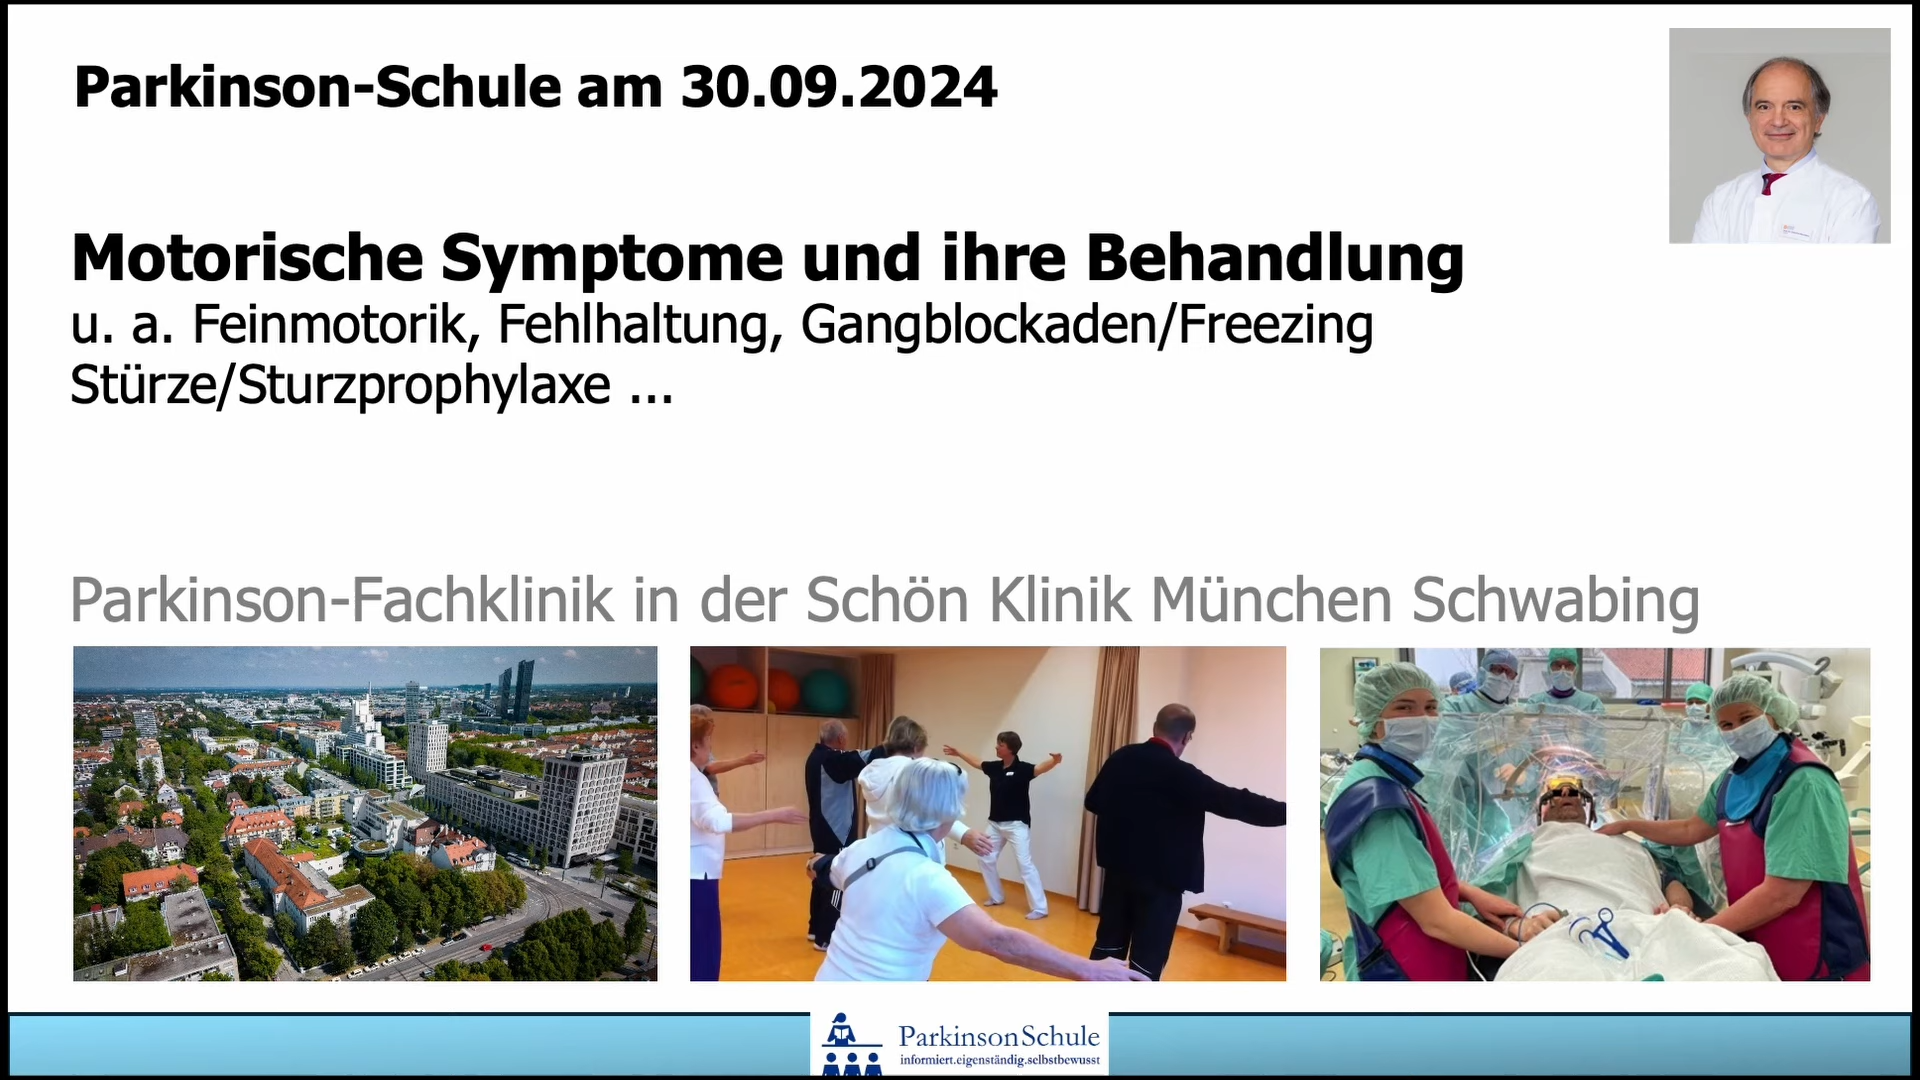 Parkinson-Schule am 30.09.2024
Motorische Symptome und ihre Behandlung
u. a. Feinmotorik, Fehlhaltung, Gangblockaden/Freezing
Stürze/Sturzprophylaxe ...
Parkinson-Fachklinik in der Schön Klinik München Schwabing
ParkinsonSchule
informiert.eigenständig.selbstbewusst